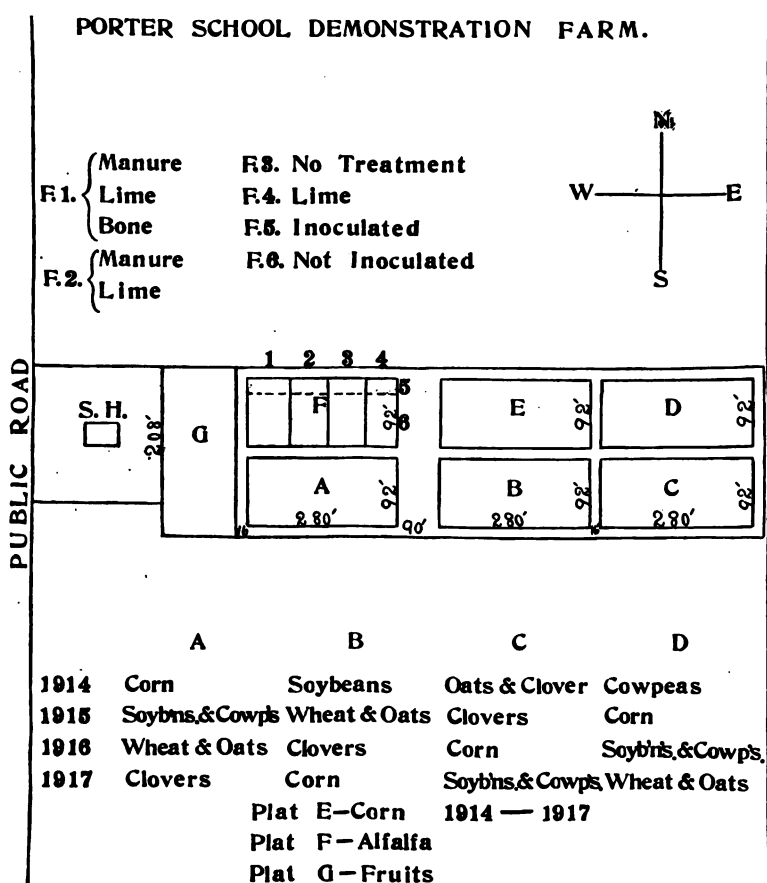 PORTER SCHOOL DEMONSTRATION FARM.
N
W E
S
F.1. Manure
Lime
Bone
F.2. Manure
Lime
F.3. No Treatment
F.4. Lime
F.5. Inoculated
F.6. Not Inoculated
PUBLIC ROAD
S. H.
208'
G
1 2 3 4
5
6
F 92'
E 92'
D 92'
A 92'
280'
B 92'
280'
C 92'
280'
16 90' 16
A B C D
1914 Corn Soybeans Oats & Clover Cowpeas
1915 Soyb'ns,&Cowp's Wheat & Oats Clovers Corn
1916 Wheat & Oats Clovers Corn Soyb'n's,&Cowp's.
1917 Clovers Corn Soyb'ns,&Cowp's, Wheat & Oats
Plat E—Corn 1914 — 1917
Plat F—Alfalfa
Plat G—Fruits